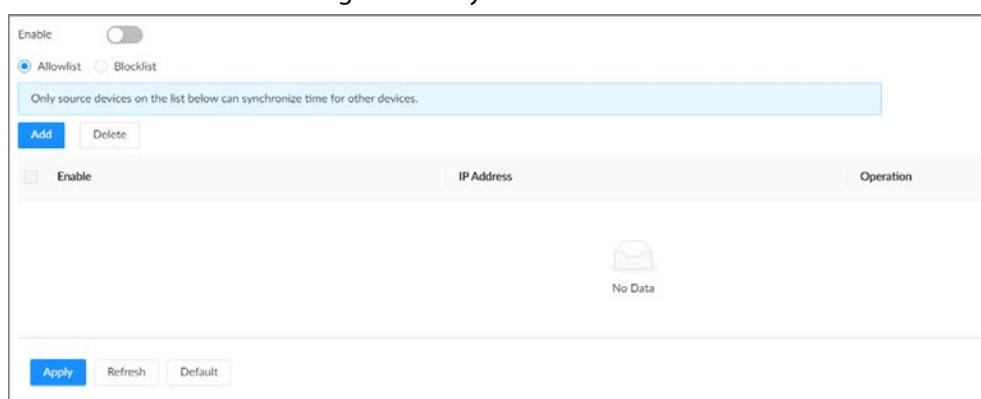 Enable
Allowlist Blocklist
Only source devices on the list below can synchronize time for other devices.
Add Delete
Enable IP Address Operation
No Data
Apply Refresh Default